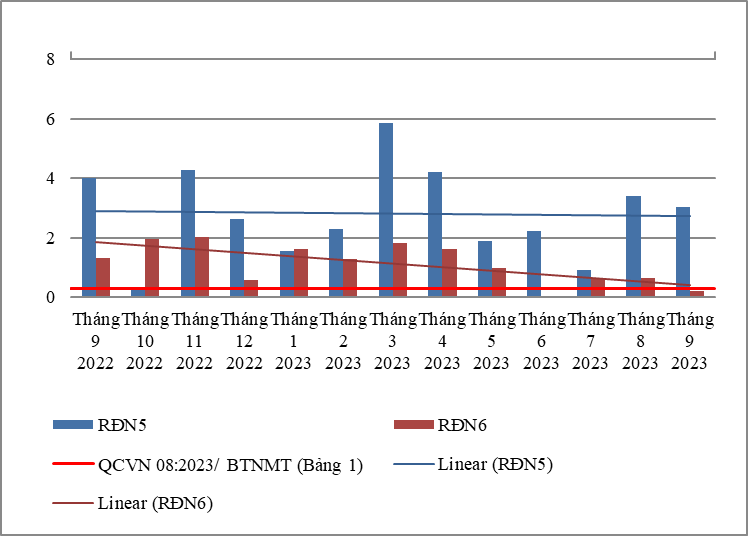 8
6
4
2
0
Tháng Tháng Tháng Tháng Tháng Tháng Tháng Tháng Tháng Tháng Tháng Tháng Tháng
9 10 11 12 1 2 3 4 5 6 7 8 9
2022 2022 2022 2022 2023 2023 2023 2023 2023 2023 2023 2023 2023
RĐN5 RĐN6
QCVN 08:2023/ BTNMT (Bảng 1) Linear (RĐN5)
Linear (RĐN6)